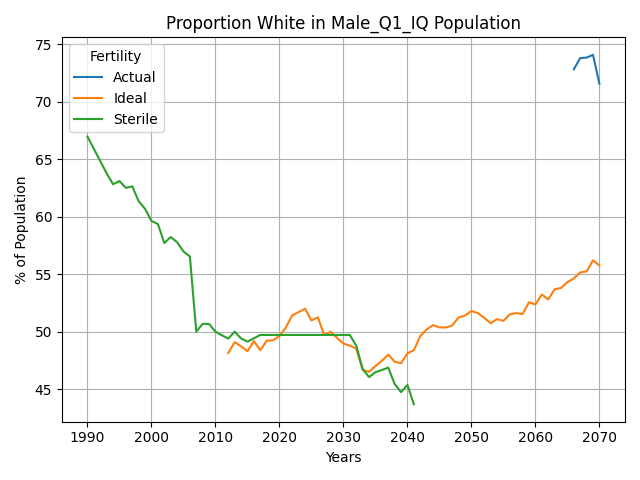 Proportion White in Male_Q1_IQ Population
Fertility
Actual
Ideal
Sterile
% of Population
75
70
65
60
55
50
45
1990 2000 2010 2020 2030 2040 2050 2060 2070
Years